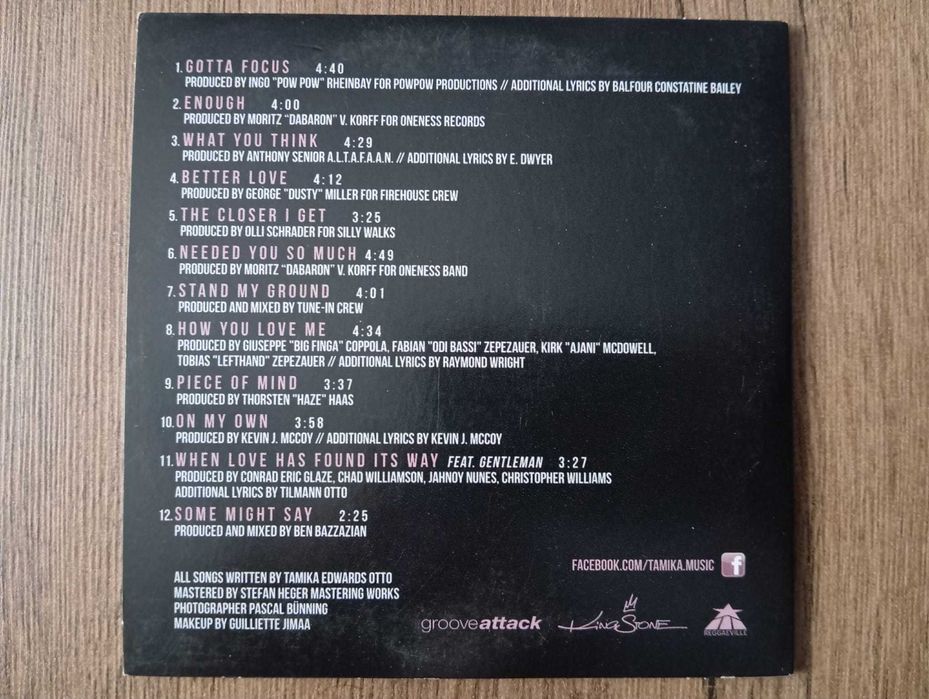 1. GOTTA FOCUS 4:40
PRODUCED BY INGO "POW POW" RHEINBAY FOR POWPOW PRODUCTIONS // ADDITIONAL LYRICS BY BALFOUR CONSTATINE BAILEY
2. ENOUGH 4:00
PRODUCED BY MORITZ "DABARON" V. KORFF FOR ONENESS RECORDS
3. WHAT YOU THINK 4:29
PRODUCED BY ANTHONY SENIOR A.L.T.A.F.A.A.N. // ADDITIONAL LYRICS BY E. DWYER
4. BETTER LOVE 4:12
PRODUCED BY GEORGE "DUSTY" MILLER FOR FIREHOUSE CREW
5. THE CLOSER I GET 3:25
PRODUCED BY OLLI SCHRADER FOR SILLY WALKS
6. NEEDED YOU SO MUCH 4:49
PRODUCED BY MORITZ "DABARON" V. KORFF FOR ONENESS BAND
7. STAND MY GROUND 4:01
PRODUCED AND MIXED BY TUNE-IN CREW
8. HOW YOU LOVE ME 4:34
PRODUCED BY GIUSEPPE "BIG FINGA" COPPOLA, FABIAN "ODI BASSI" ZEPEZAUER, KIRK "AJANI" MCDOWELL,
TOBIAS "LEFTHAND" ZEPEZAUER // ADDITIONAL LYRICS BY RAYMOND WRIGHT
9. PIECE OF MIND 3:37
PRODUCED BY THORSTEN "HAZE" HAAS
10. ON MY OWN 3:58
PRODUCED BY KEVIN J. MCCOY // ADDITIONAL LYRICS BY KEVIN J. MCCOY
11. WHEN LOVE HAS FOUND ITS WAY FEAT. GENTLEMAN 3:27
PRODUCED BY CONRAD ERIC GLAZE, CHAD WILLIAMSON, JAHNOY NUNES, CHRISTOPHER WILLIAMS
ADDITIONAL LYRICS BY TILMANN OTTO
12. SOME MIGHT SAY 2:25
PRODUCED AND MIXED BY BEN BAZZAZIAN
FACEBOOK.COM/TAMIKA.MUSIC f
ALL SONGS WRITTEN BY TAMIKA EDWARDS OTTO
MASTERED BY STEFAN HEGER MASTERING WORKS
PHOTOGRAPHER PASCAL BÜNNING
MAKEUP BY GUILLIETTE JIMAA
grooveattack KINGSTONE REGGAEVILLE